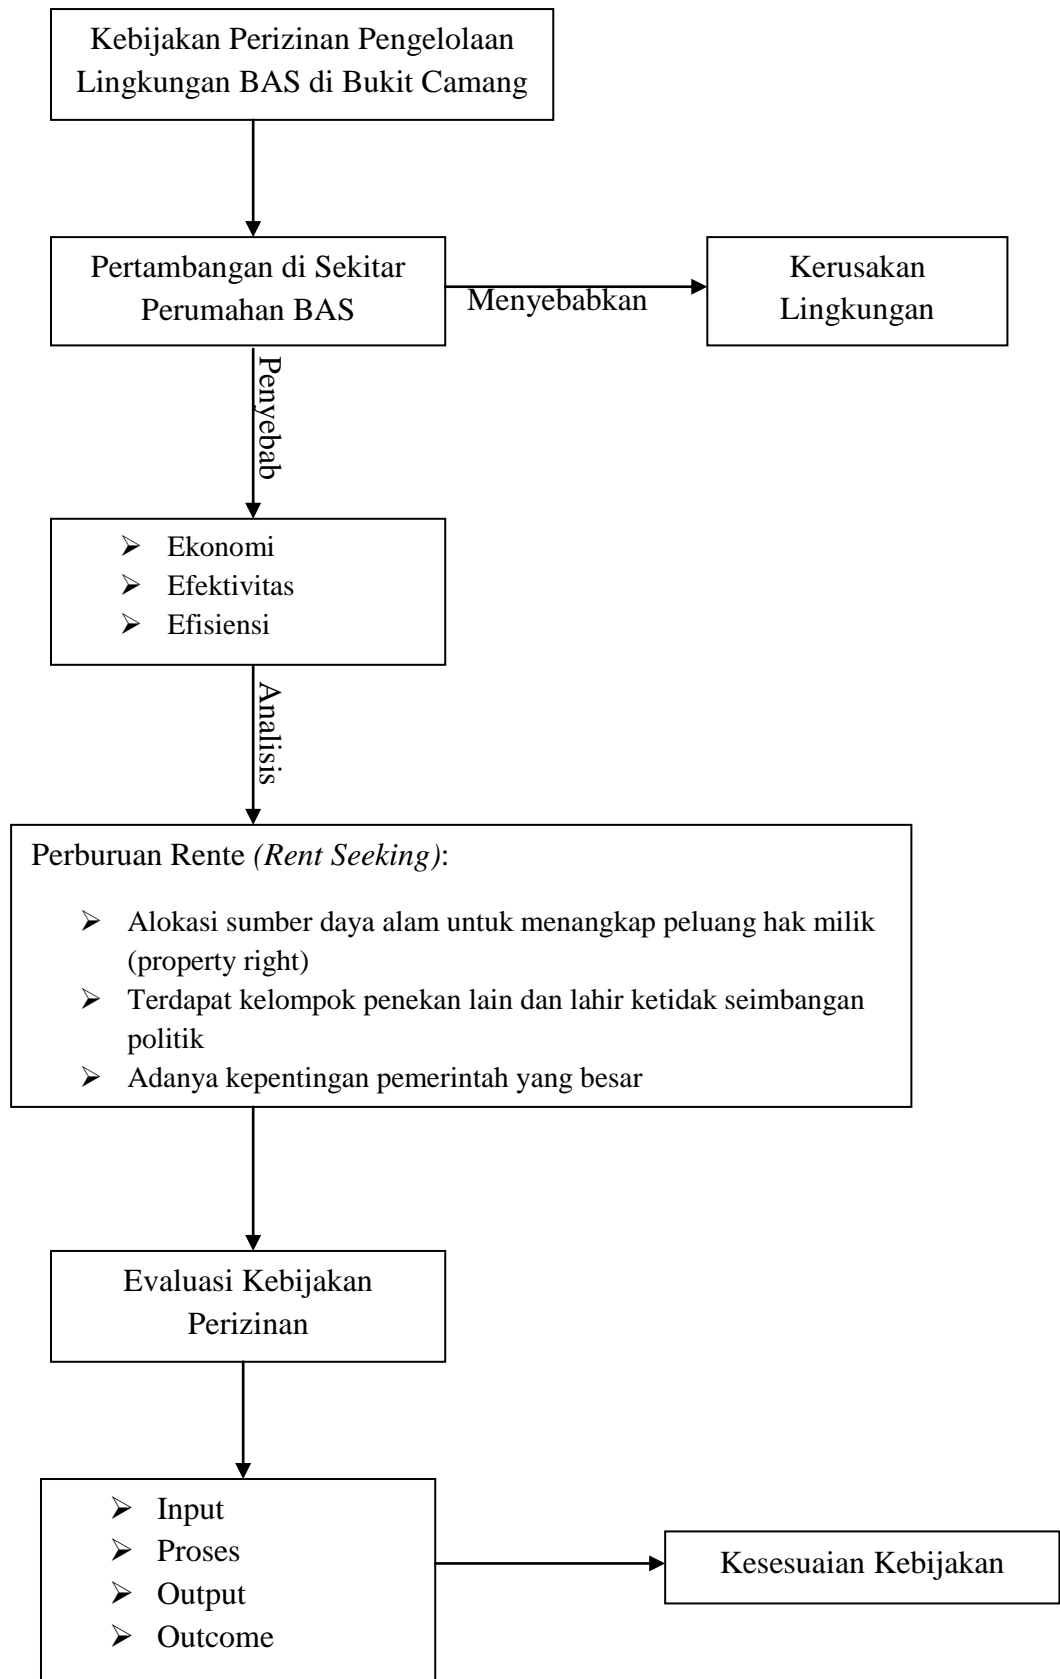 Kebijakan Perizinan Pengelolaan
Lingkungan BAS di Bukit Camang
Pertambangan di Sekitar
Perumahan BAS
Menyebabkan
Kerusakan
Lingkungan
Penyebab
➢ Ekonomi
➢ Efektivitas
➢ Efisiensi
Analisis
Perburuan Rente (Rent Seeking):
➢ Alokasi sumber daya alam untuk menangkap peluang hak milik
(property right)
➢ Terdapat kelompok penekan lain dan lahir ketidak seimbangan
politik
➢ Adanya kepentingan pemerintah yang besar
Evaluasi Kebijakan
Perizinan
➢ Input
➢ Proses
➢ Output
➢ Outcome
Kesesuaian Kebijakan